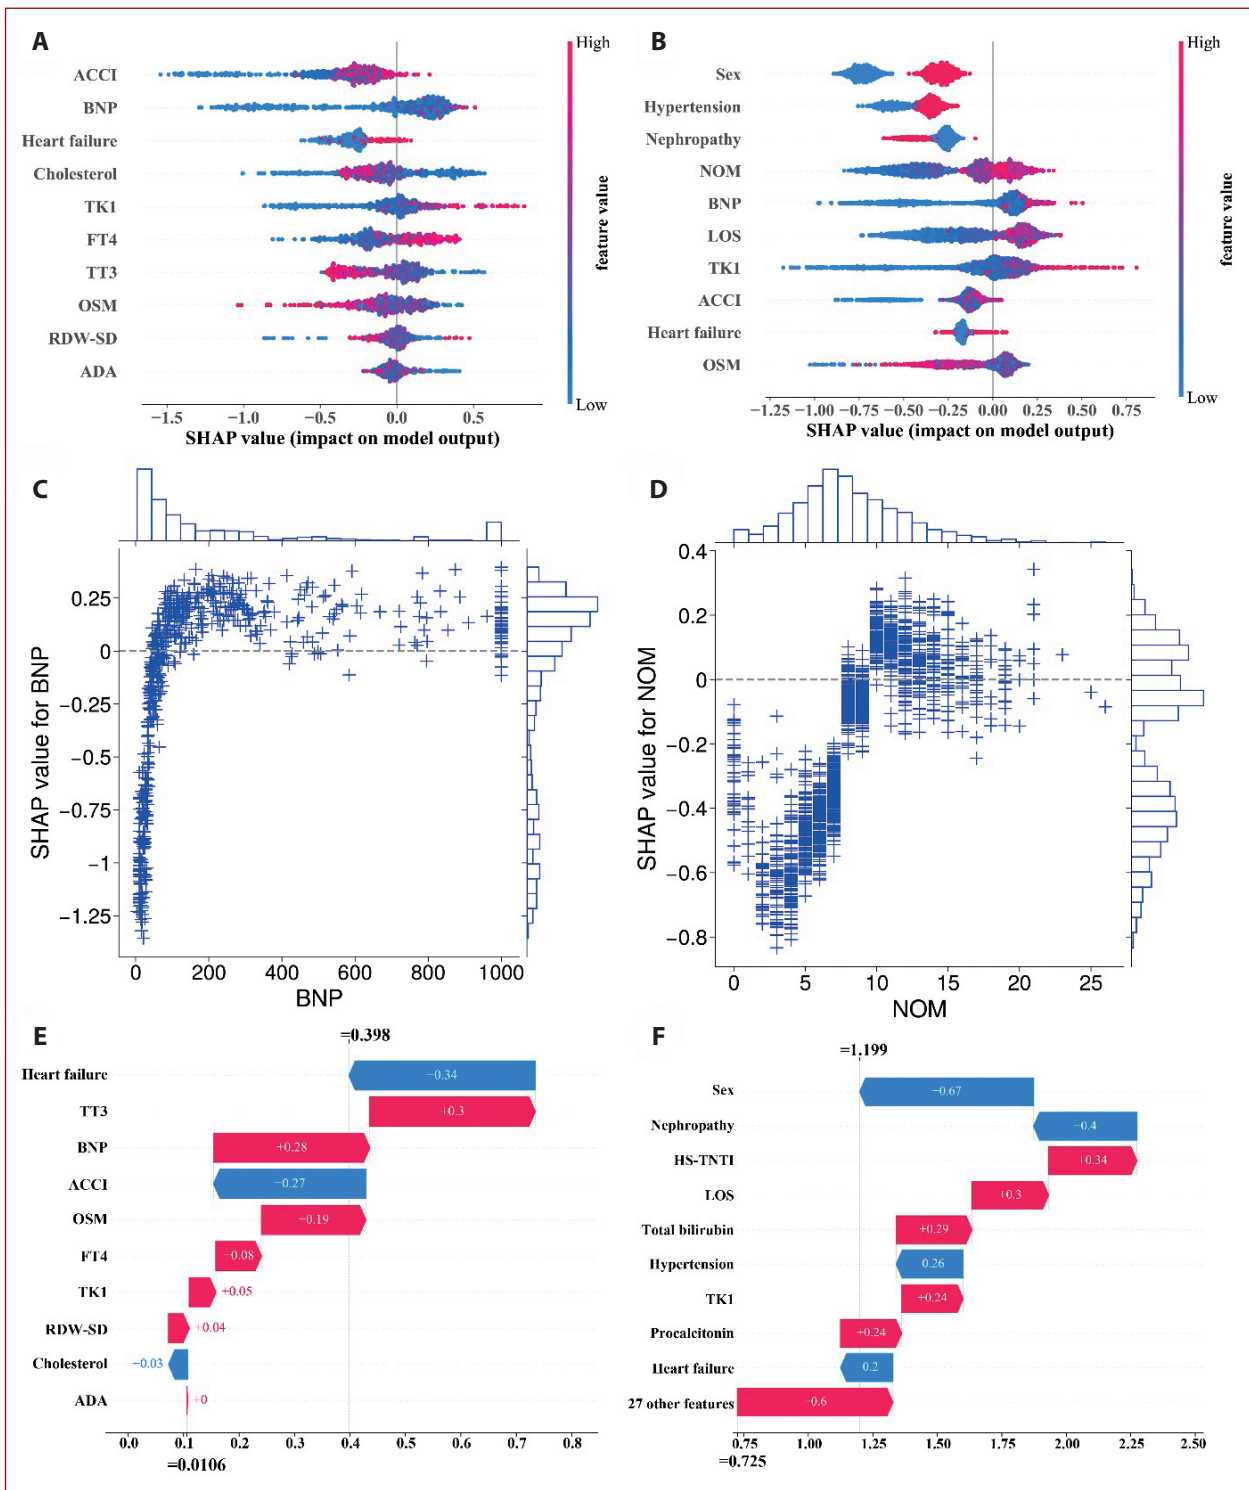 A
High
ACCI
BNP
Heart failure
Cholesterol
TK1
FT4
TT3
OSM
RDW-SD
ADA
feature value
Low
−1.5 −1.0 −0.5 0.0 0.5
SHAP value (impact on model output)
B
High
Sex
Hypertension
Nephropathy
NOM
BNP
LOS
TK1
ACCI
Heart failure
OSM
feature value
Low
−1.25 −1.00 −0.75 −0.50 −0.25 0.00 0.25 0.50 0.75
SHAP value (impact on model output)
C
SHAP value for BNP
0.25
0
−0.25
−0.5
−0.75
−1
−1.25
0 200 400 600 800 1000
BNP
D
SHAP value for NOM
0.4
0.2
0
−0.2
−0.4
−0.6
−0.8
0 5 10 15 20 25
NOM
E
=0.398
Heart failure −0.34
TT3 +0.3
BNP +0.28
ACCI −0.27
OSM +0.19
FT4 −0.08
TK1 +0.05
RDW-SD +0.04
Cholesterol −0.03
ADA +0
0.0 0.1 0.2 0.3 0.4 0.5 0.6 0.7 0.8
=0.0106
F
=1.199
Sex −0.67
Nephropathy −0.4
HS-TNTI +0.34
LOS +0.3
Total bilirubin +0.29
Hypertension 0.26
TK1 +0.24
Procalcitonin +0.24
Heart failure 0.2
27 other features 0.6
0.75 1.00 1.25 1.50 1.75 2.00 2.25 2.50
=0.725